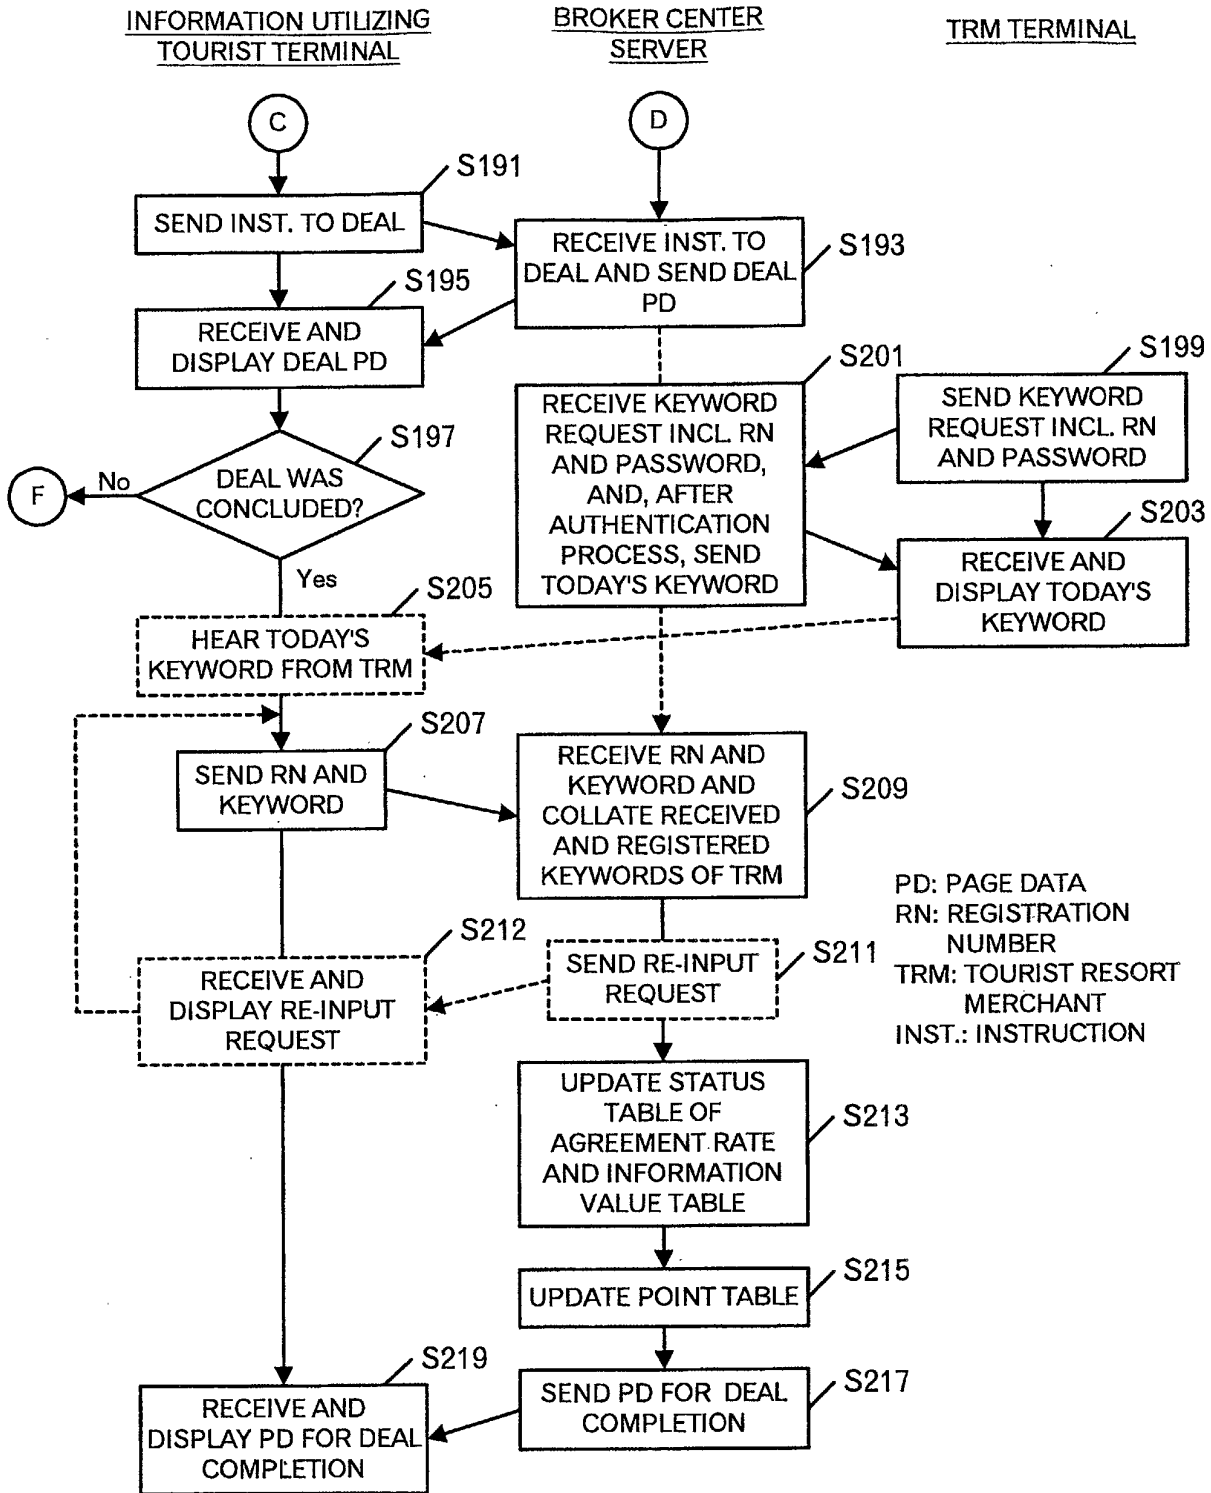 INFORMATION UTILIZING
TOURIST TERMINAL
BROKER CENTER
SERVER
TRM TERMINAL
C
D
S191
SEND INST. TO DEAL
S193
RECEIVE INST. TO
DEAL AND SEND DEAL
PD
S195
RECEIVE AND
DISPLAY DEAL PD
S199
SEND KEYWORD
REQUEST INCL. RN
AND PASSWORD
S201
RECEIVE KEYWORD
REQUEST INCL. RN
AND PASSWORD,
AND, AFTER
AUTHENTICATION
PROCESS, SEND
TODAY'S KEYWORD
S197
DEAL WAS
CONCLUDED?
No
F
Yes
S203
RECEIVE AND
DISPLAY TODAY'S
KEYWORD
S205
HEAR TODAY'S
KEYWORD FROM TRM
S207
SEND RN AND
KEYWORD
S209
RECEIVE RN AND
KEYWORD AND
COLLATE RECEIVED
AND REGISTERED
KEYWORDS OF TRM
PD: PAGE DATA
RN: REGISTRATION
NUMBER
TRM: TOURIST RESORT
MERCHANT
INST.: INSTRUCTION
S211
SEND RE-INPUT
REQUEST
S212
RECEIVE AND
DISPLAY RE-INPUT
REQUEST
S213
UPDATE STATUS
TABLE OF
AGREEMENT RATE
AND INFORMATION
VALUE TABLE
S215
UPDATE POINT TABLE
S217
SEND PD FOR DEAL
COMPLETION
S219
RECEIVE AND
DISPLAY PD FOR DEAL
COMPLETION